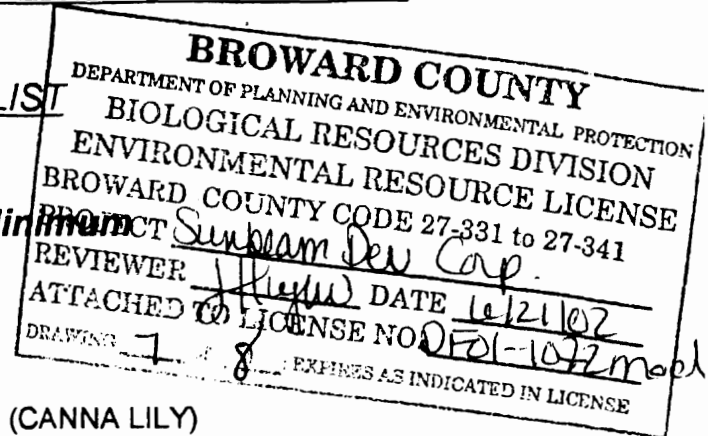 LIST
BROWARD COUNTY
DEPARTMENT OF PLANNING AND ENVIRONMENTAL PROTECTION
BIOLOGICAL RESOURCES DIVISION
ENVIRONMENTAL RESOURCE LICENSE
BROWARD COUNTY CODE 27-331 to 27-341
Minimum
PROJECT Sunbeam Dev Corp.
REVIEWER DATE 6/21/02
ATTACHED TO LICENSE NO DF01-1072mod
DRAWING 7 / 8 EXPIRES AS INDICATED IN LICENSE
(CANNA LILY)